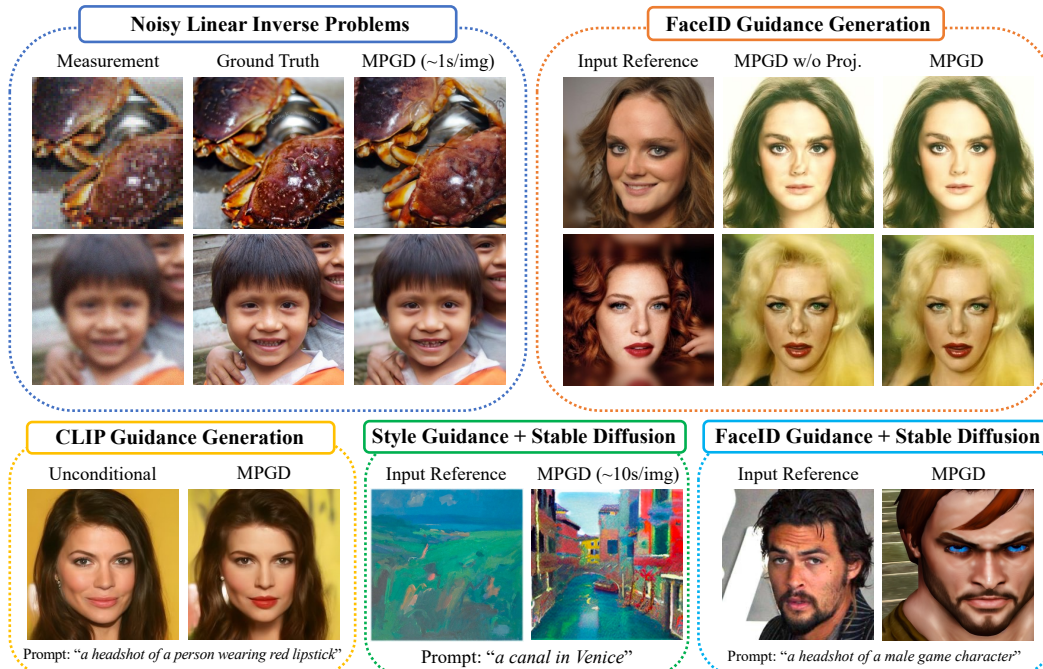 Noisy Linear Inverse Problems
Measurement Ground Truth MPGD (~1s/img)
FaceID Guidance Generation
Input Reference MPGD w/o Proj. MPGD
CLIP Guidance Generation
Unconditional MPGD
Prompt: “a headshot of a person wearing red lipstick”
Style Guidance + Stable Diffusion
Input Reference MPGD (~10s/img)
Prompt: “a canal in Venice”
FaceID Guidance + Stable Diffusion
Input Reference MPGD
Prompt: “a headshot of a male game character”